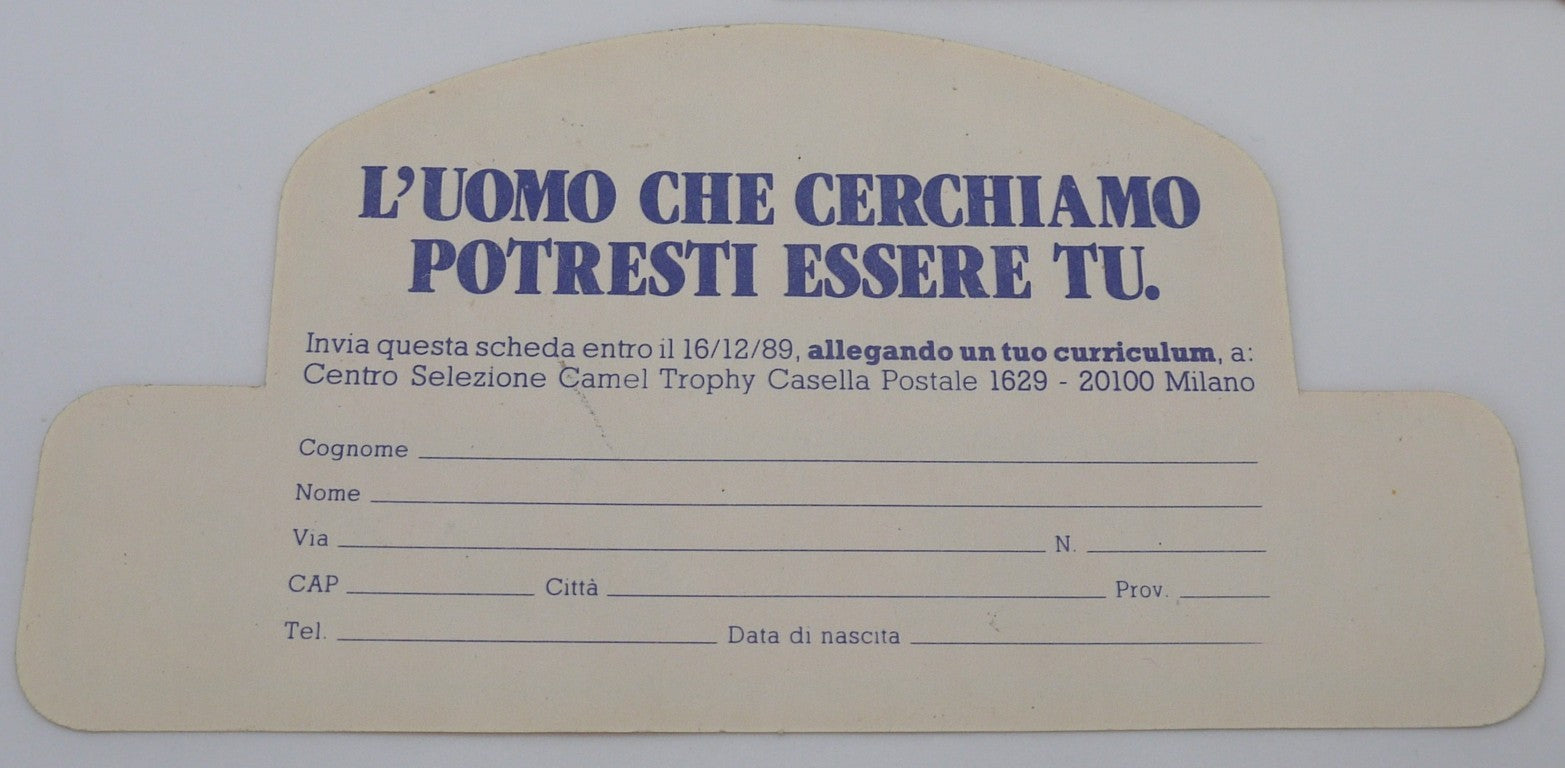 L'UOMO CHE CERCHIAMO
POTRESTI ESSERE TU.
Invia questa scheda entro il 16/12/89, allegando un tuo curriculum, a:
Centro Selezione Camel Trophy Casella Postale 1629 - 20100 Milano
Cognome
Nome
Via N.
CAP Città Prov.
Tel. Data di nascita